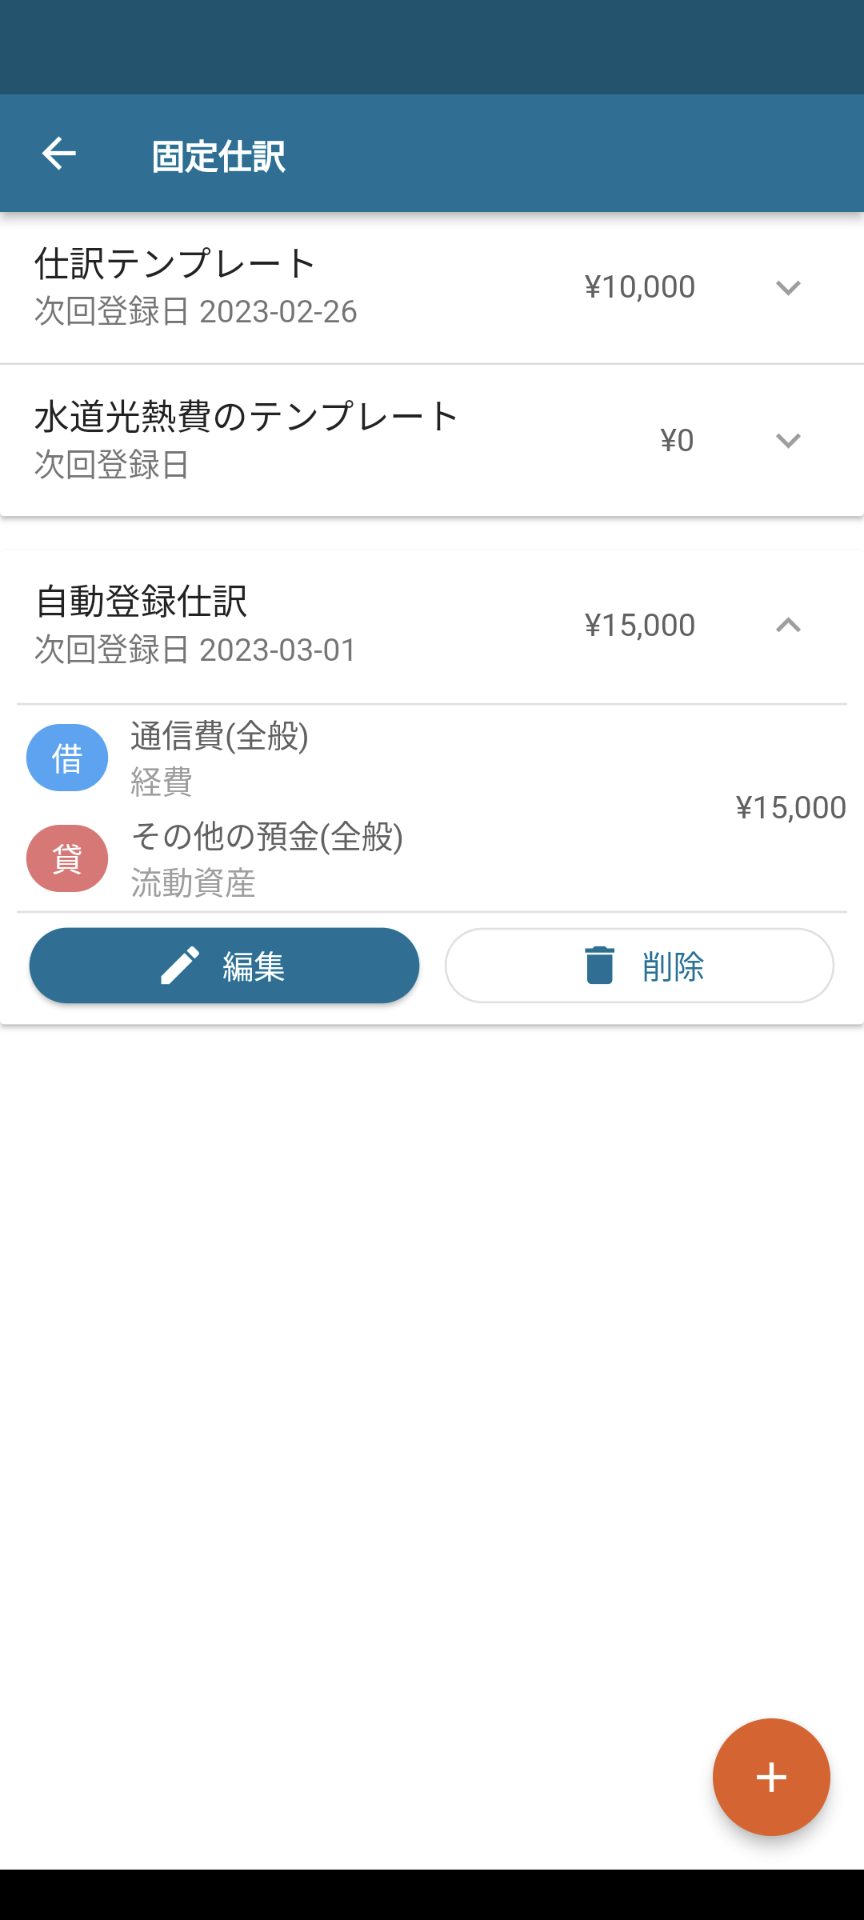 固定仕訳
仕訳テンプレート
次回登録日 2023-02-26
¥10,000
水道光熱費のテンプレート
次回登録日
¥0
自動登録仕訳
次回登録日 2023-03-01
¥15,000
借
通信費(全般)
経費
¥15,000
貸
その他の預金(全般)
流動資産
編集
削除